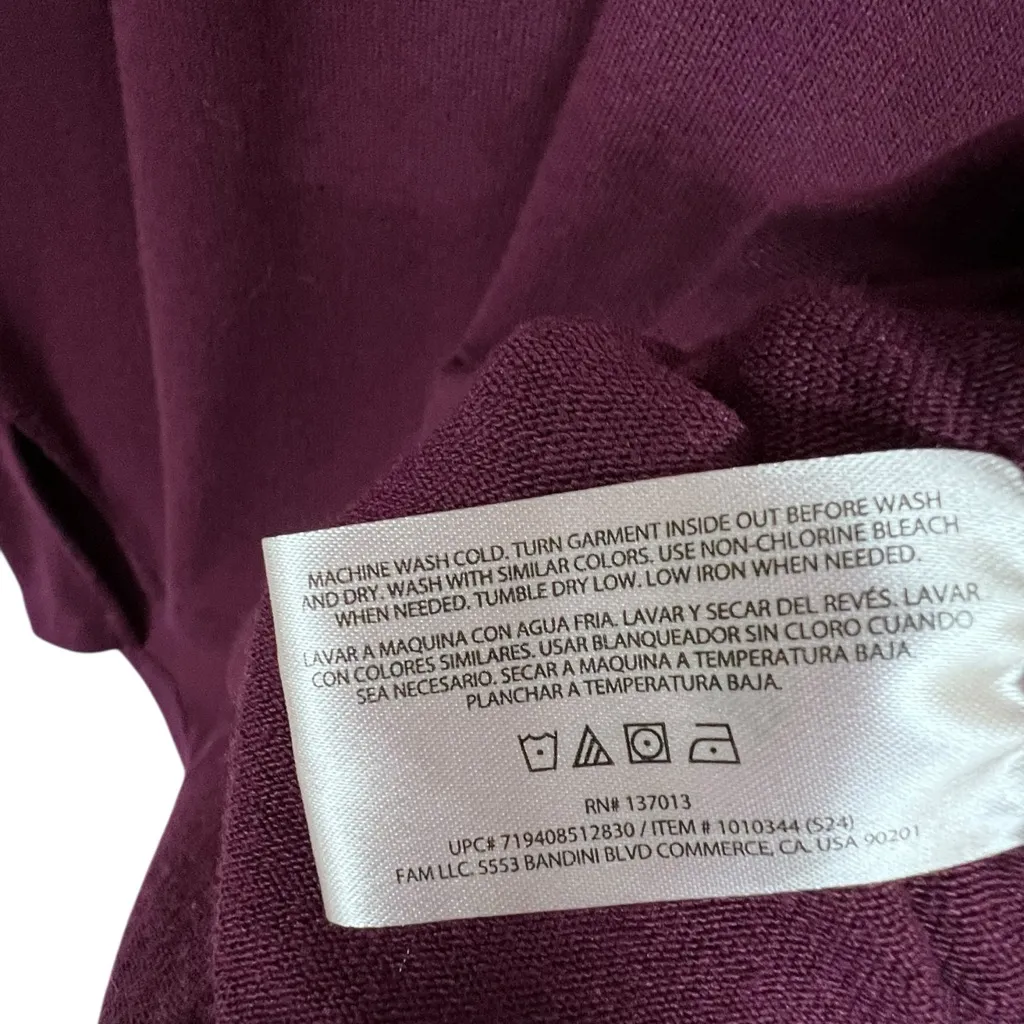 MACHINE WASH COLD. TURN GARMENT INSIDE OUT BEFORE WASH
AND DRY. WASH WITH SIMILAR COLORS. USE NON-CHLORINE BLEACH
WHEN NEEDED. TUMBLE DRY LOW. LOW IRON WHEN NEEDED.
LAVAR A MAQUINA CON AGUA FRIA. LAVAR Y SECAR DEL REVÉS. LAVAR
CON COLORES SIMILARES. USAR BLANQUEADOR SIN CLORO CUANDO
SEA NECESARIO. SECAR A MAQUINA A TEMPERATURA BAJA
PLANCHAR A TEMPERATURA BAJA.
RN# 137013
UPC# 719408512830 / ITEM # 1010344 (S24)
FAM LLC. 5553 BANDINI BLVD COMMERCE, CA. USA 90201